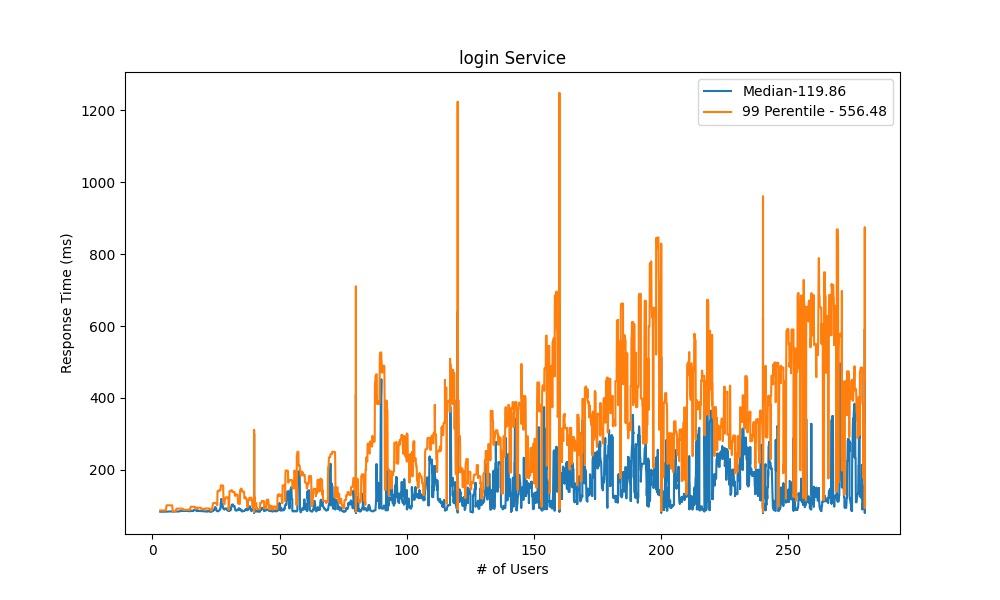 login Service
Median-119.86
99 Perentile - 556.48
1200
1000
800
600
400
200
Response Time (ms)
0 50 100 150 200 250
# of Users